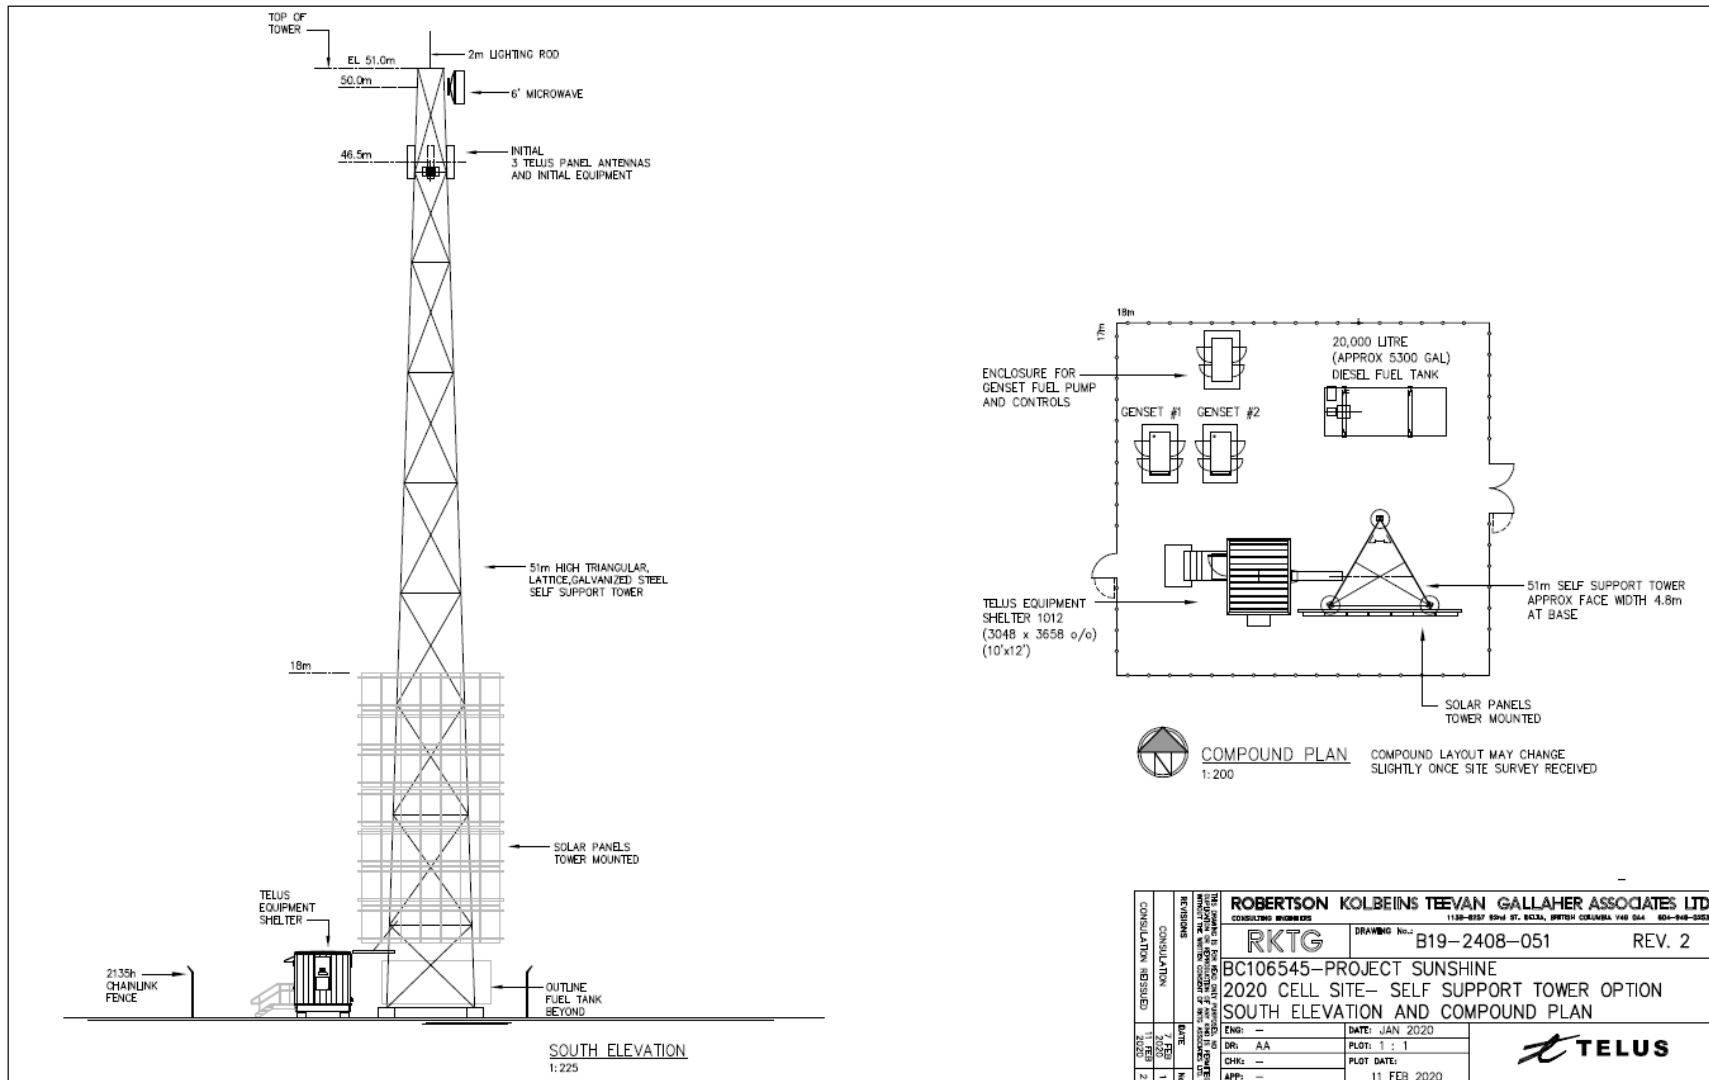 TOP OF
TOWER
2m LIGHTING ROD
EL 51.0m
50.0m
6' MICROWAVE
46.5m
INITIAL
3 TELUS PANEL ANTENNAS
AND INITIAL EQUIPMENT
51m HIGH TRIANGULAR,
LATTICE,GALVANIZED STEEL
SELF SUPPORT TOWER
18m
SOLAR PANELS
TOWER MOUNTED
TELUS
EQUIPMENT
SHELTER
2135h
CHAINLINK
FENCE
OUTLINE
FUEL TANK
BEYOND
SOUTH ELEVATION
1:225
18m
17m
20,000 LITRE
(APPROX 5300 GAL)
DIESEL FUEL TANK
ENCLOSURE FOR
GENSET FUEL PUMP
AND CONTROLS
GENSET #1 GENSET #2
TELUS EQUIPMENT
SHELTER 1012
(3048 x 3658 o/o)
(10'x12')
51m SELF SUPPORT TOWER
APPROX FACE WIDTH 4.8m
AT BASE
SOLAR PANELS
TOWER MOUNTED
N
COMPOUND PLAN
1:200
COMPOUND LAYOUT MAY CHANGE
SLIGHTLY ONCE SITE SURVEY RECEIVED
REVISIONS
CONSULATION
CONSULATION REISSUED
DATE
7 FEB
2020
11 FEB
2020
1
2
ROBERTSON KOLBEINS TEEVAN GALLAHER ASSOCIATES LTD
CONSULTING ENGINEERS
RKTG
DRAWING No.: B19-2408-051 REV. 2
BC106545-PROJECT SUNSHINE
2020 CELL SITE- SELF SUPPORT TOWER OPTION
SOUTH ELEVATION AND COMPOUND PLAN
ENG: - DATE: JAN 2020
DR: AA PLOT: 1 : 1
CHK: - PLOT DATE:
APP: - 11 FEB 2020
TELUS